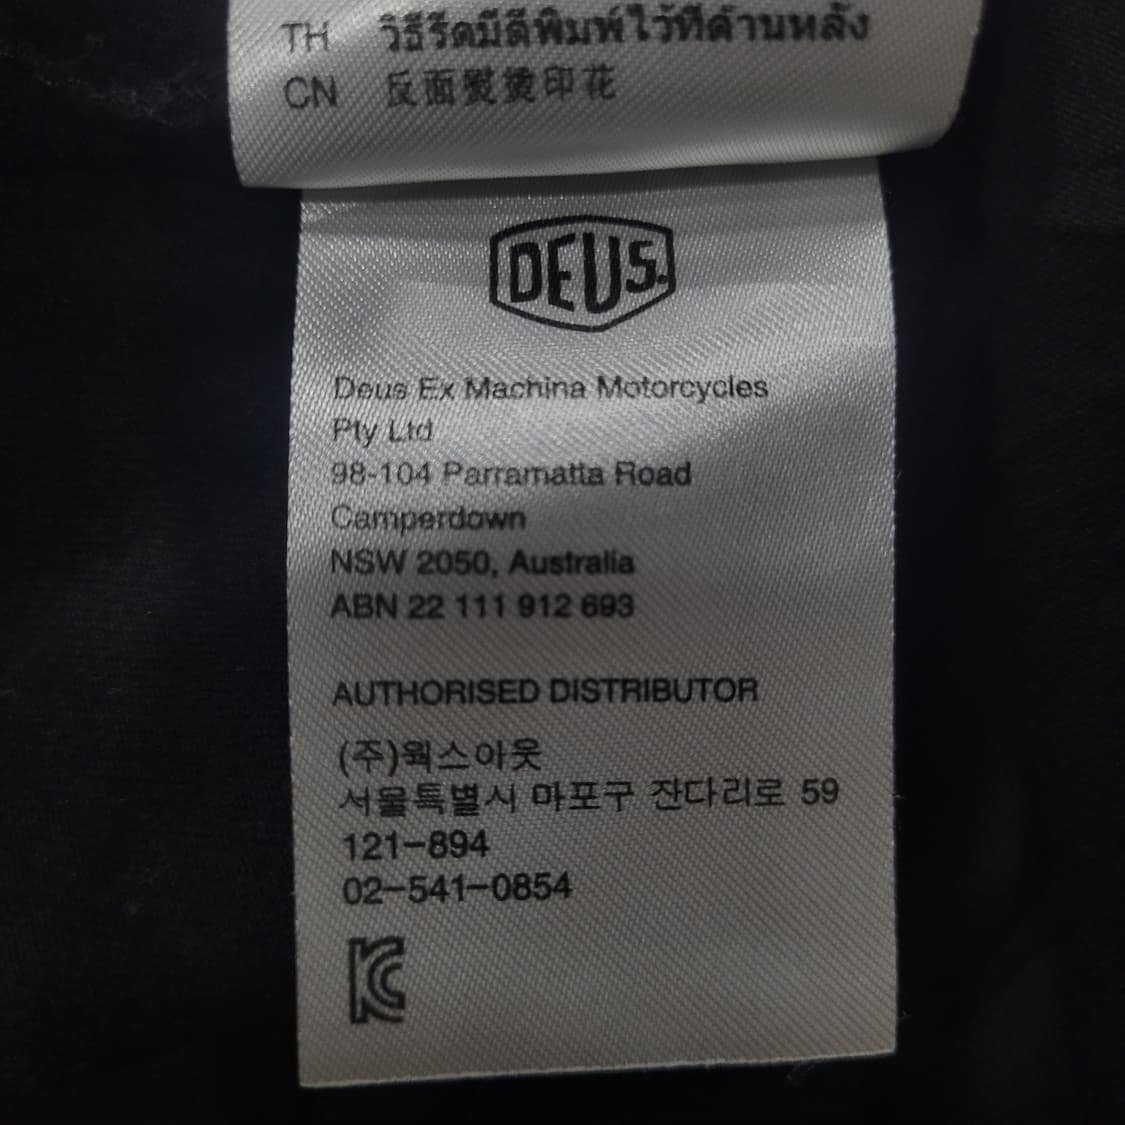 TH วิธีรีดมีดีพิมพ์ไว้ที่ด้านหลัง
CN 反面熨烫印花
DEUS.
Deus Ex Machina Motorcycles
Pty Ltd
98-104 Parramatta Road
Camperdown
NSW 2050, Australia
ABN 22 111 912 693
AUTHORISED DISTRIBUTOR
(주)웍스아웃
서울특별시 마포구 잔다리로 59
121-894
02-541-0854
KC